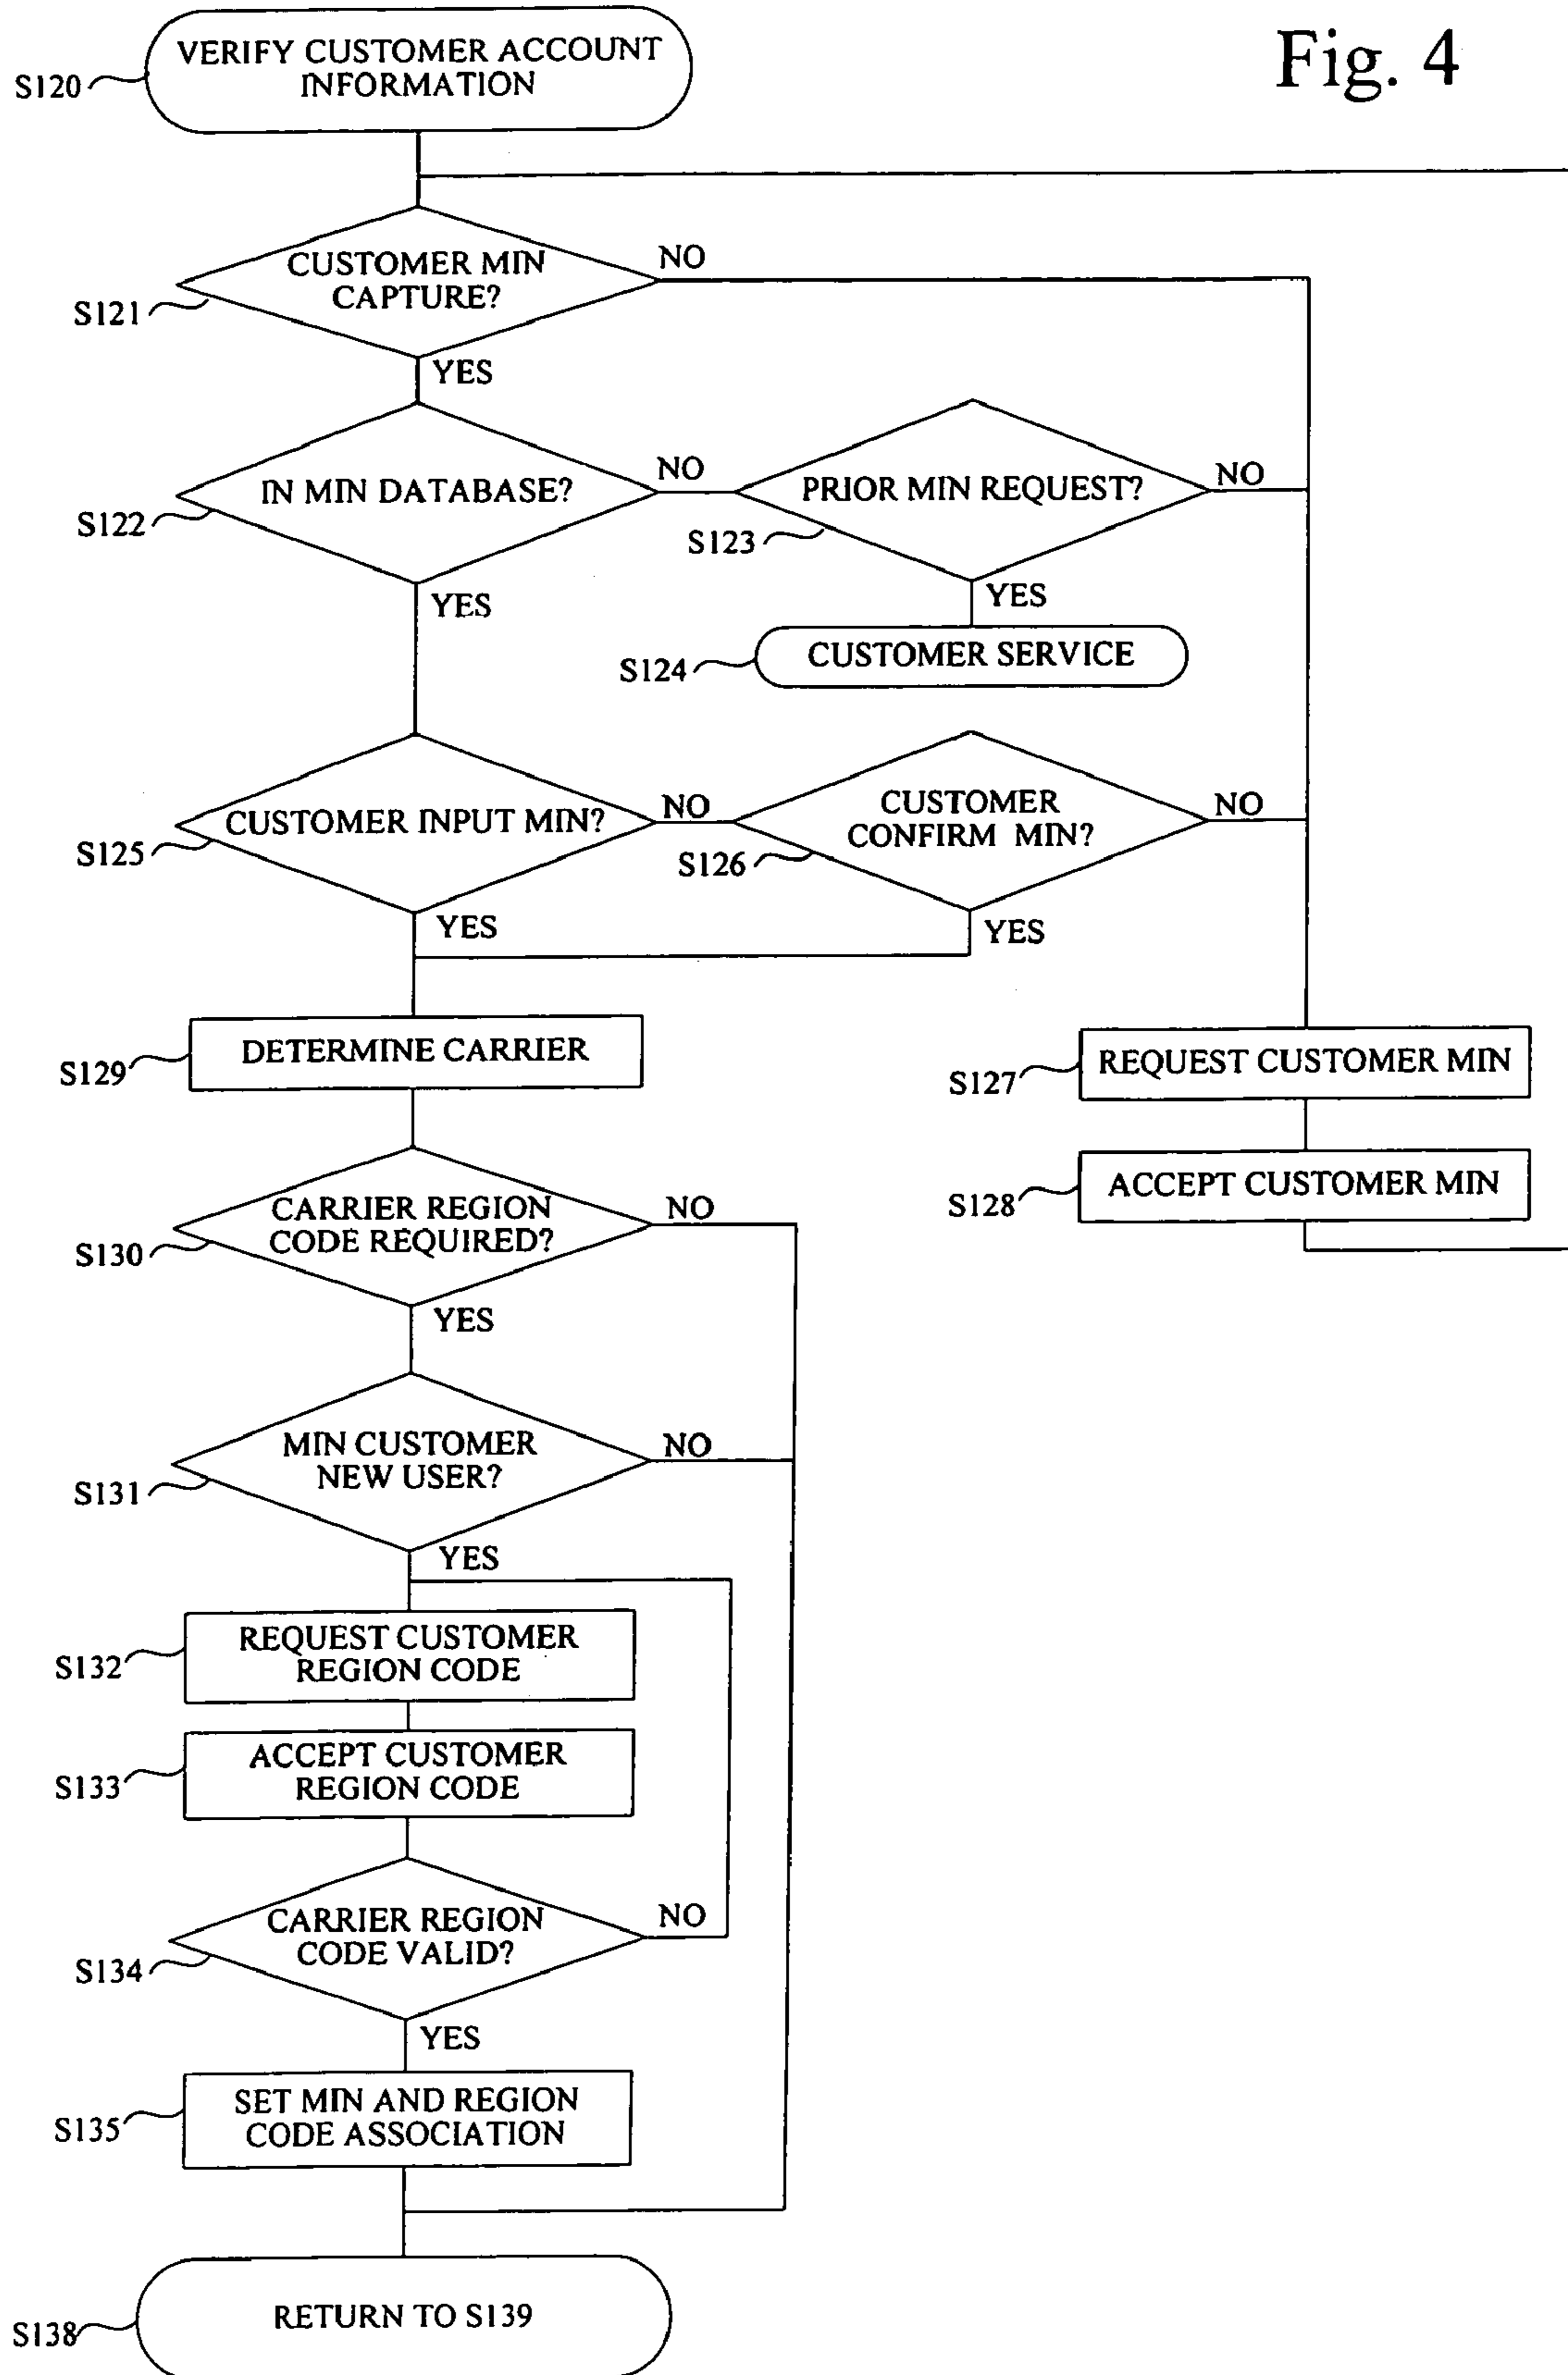 Fig. 4
VERIFY CUSTOMER ACCOUNT
INFORMATION
S120
CUSTOMER MIN
CAPTURE?
NO
S121
YES
IN MIN DATABASE?
NO
S122
YES
PRIOR MIN REQUEST?
NO
S123
YES
CUSTOMER SERVICE
S124
CUSTOMER INPUT MIN?
NO
S125
YES
CUSTOMER
CONFIRM MIN?
NO
S126
YES
DETERMINE CARRIER
S129
REQUEST CUSTOMER MIN
S127
ACCEPT CUSTOMER MIN
S128
CARRIER REGION
CODE REQUIRED?
NO
S130
YES
MIN CUSTOMER
NEW USER?
NO
S131
YES
REQUEST CUSTOMER
REGION CODE
S132
ACCEPT CUSTOMER
REGION CODE
S133
CARRIER REGION
CODE VALID?
NO
S134
YES
SET MIN AND REGION
CODE ASSOCIATION
S135
RETURN TO S139
S138